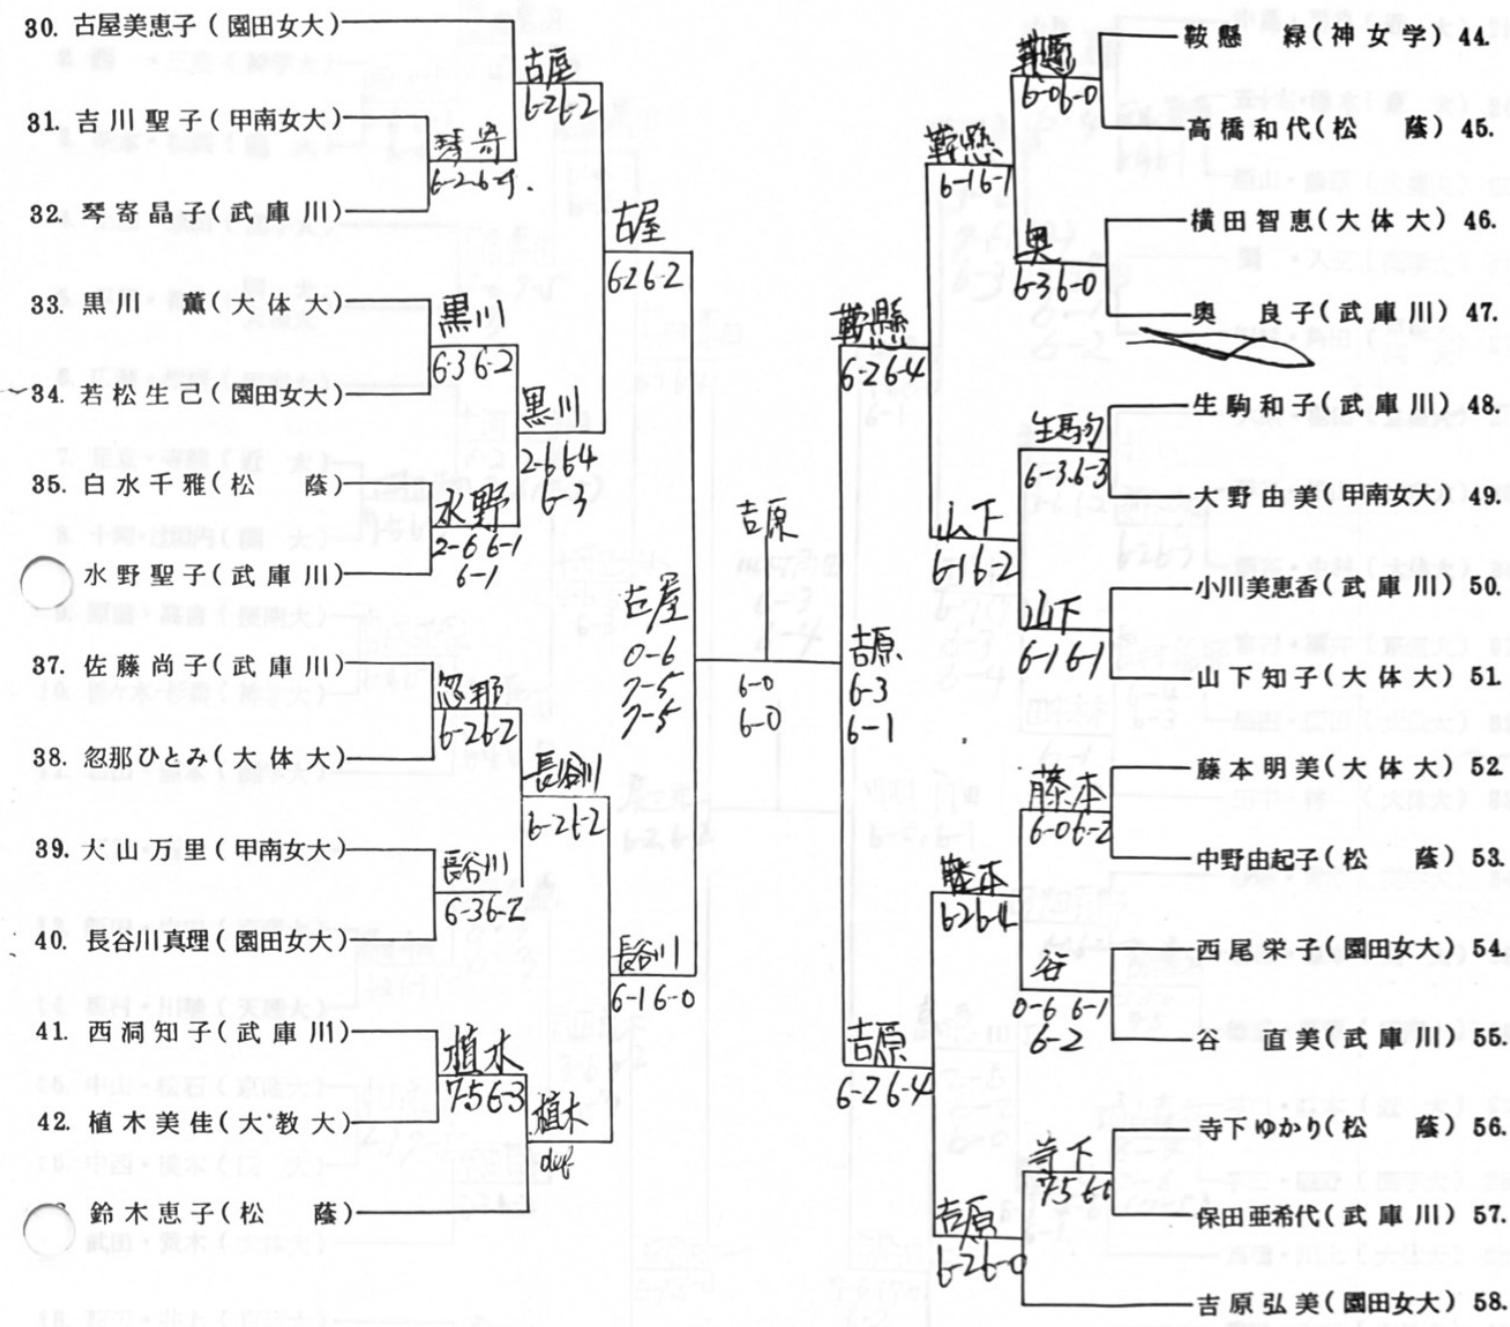 30. 古屋美恵子(園田女大)
31. 吉川聖子(甲南女大)
32. 琴寄晶子(武庫川)
33. 黒川 薫(大体大)
34. 若松生己(園田女大)
35. 白水千雅(松 蔭)
水野聖子(武庫川)
37. 佐藤尚子(武庫川)
38. 忽那ひとみ(大体大)
39. 大山万里(甲南女大)
40. 長谷川真理(園田女大)
41. 西洞知子(武庫川)
42. 植木美佳(大教大)
鈴木恵子(松 蔭)
古屋
6-2 6-2
琴寄
黒川
6-3 6-2
黒川
2-6 6-4
6-3
水野
2-6 6-1
6-1
古屋
6-2 6-2
忽那
6-2 6-2
長谷川
6-2 6-2
長谷川
6-3 6-2
長谷川
6-1 6-0
植木
7-5 6-3
植木
def
古屋
0-6
7-5
7-5
吉原
6-0
6-0
吉原
6-3
6-1
鞍懸
6-2 6-4
吉原
6-2 6-4
鞍懸
6-1 6-1
山下
6-1 6-2
藤本
6-2 6-4
吉原
6-2 6-0
鞍懸
6-0 6-0
奥
6-3 6-0
生駒
6-3 6-3
山下
6-1 6-1
藤本
6-0 6-2
谷
0-6 6-1
6-2
寺下
鞍懸 緑(神女学) 44.
高橋和代(松 蔭) 45.
横田智恵(大体大) 46.
奥 良子(武庫川) 47.
生駒和子(武庫川) 48.
大野由美(甲南女大) 49.
小川美恵香(武庫川) 50.
山下知子(大体大) 51.
藤本明美(大体大) 52.
中野由起子(松 蔭) 53.
西尾栄子(園田女大) 54.
谷 直美(武庫川) 55.
寺下ゆかり(松 蔭) 56.
保田亜希代(武庫川) 57.
吉原弘美(園田女大) 58.